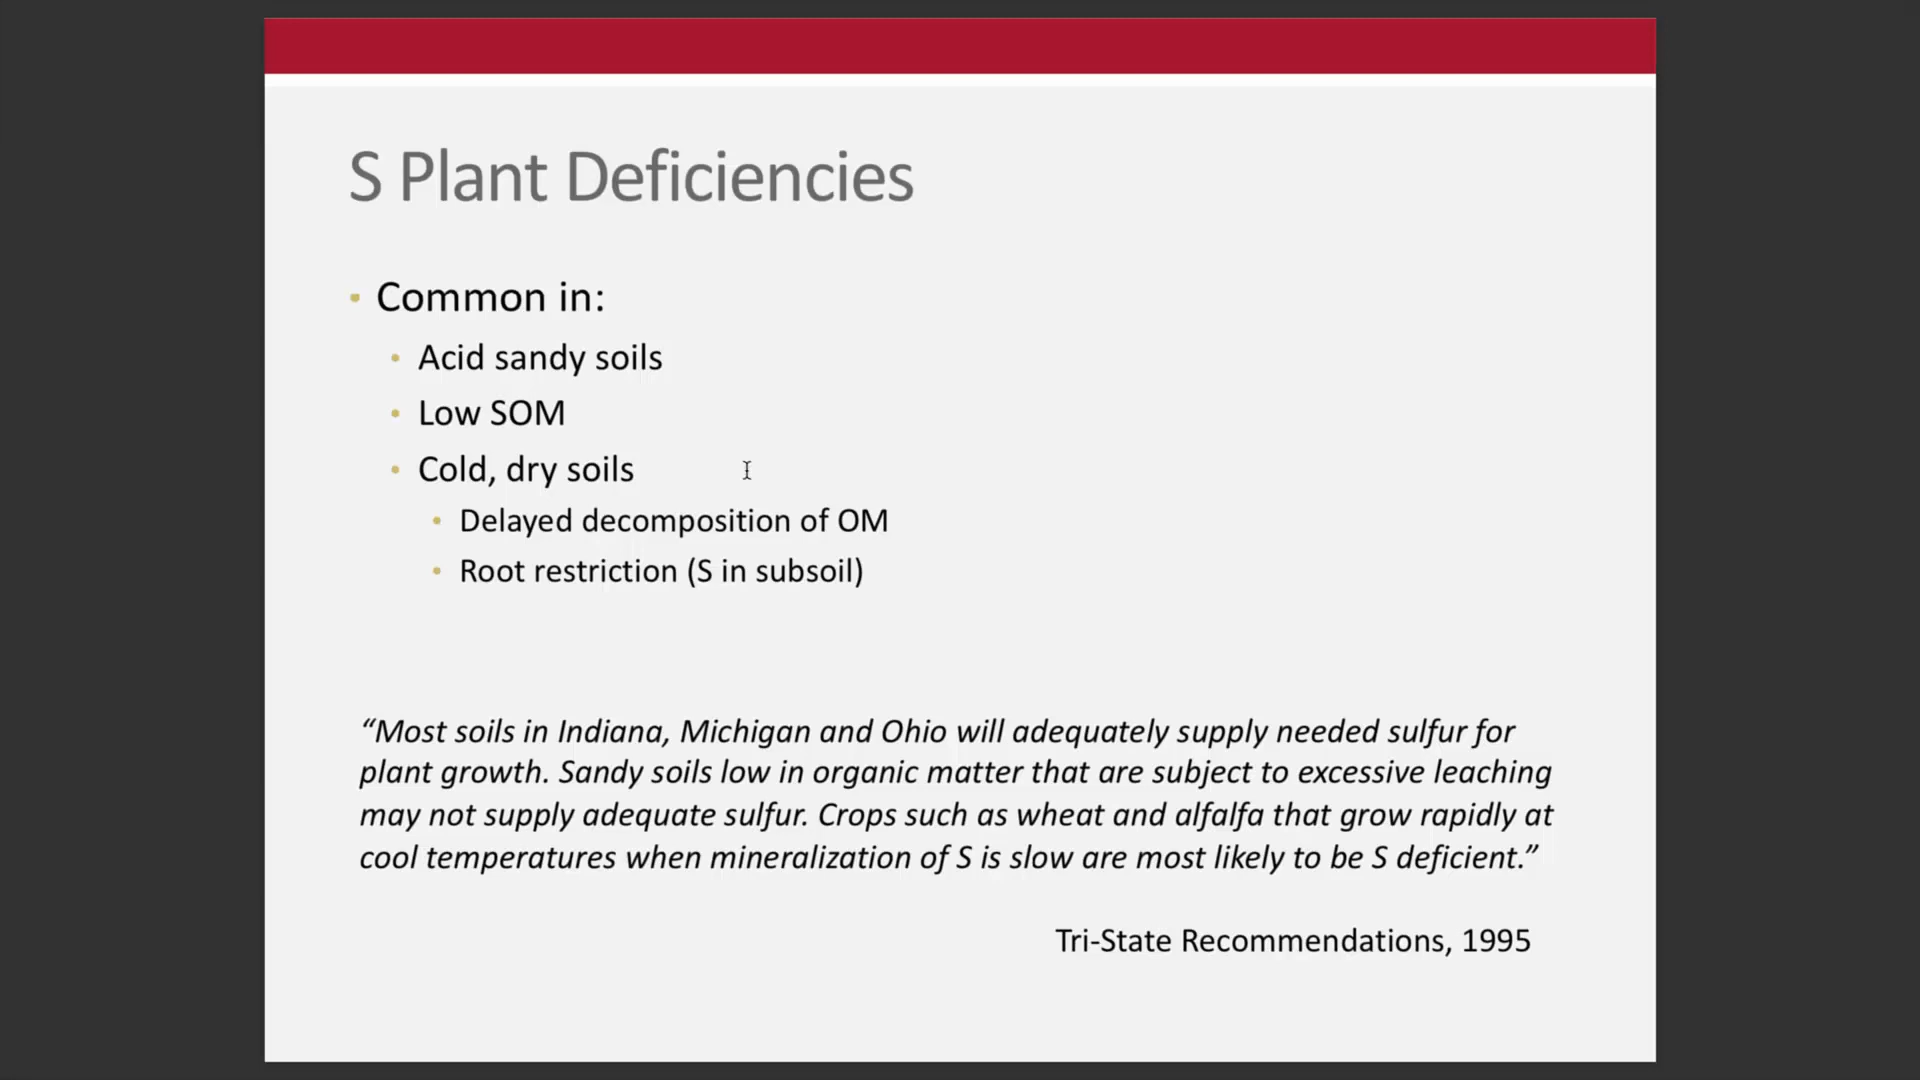 S Plant Deficiencies
Common in:
Acid sandy soils
Low SOM
Cold, dry soils
Delayed decomposition of OM
Root restriction (S in subsoil)
“Most soils in Indiana, Michigan and Ohio will adequately supply needed sulfur for
plant growth. Sandy soils low in organic matter that are subject to excessive leaching
may not supply adequate sulfur. Crops such as wheat and alfalfa that grow rapidly at
cool temperatures when mineralization of S is slow are most likely to be S deficient.”
Tri-State Recommendations, 1995